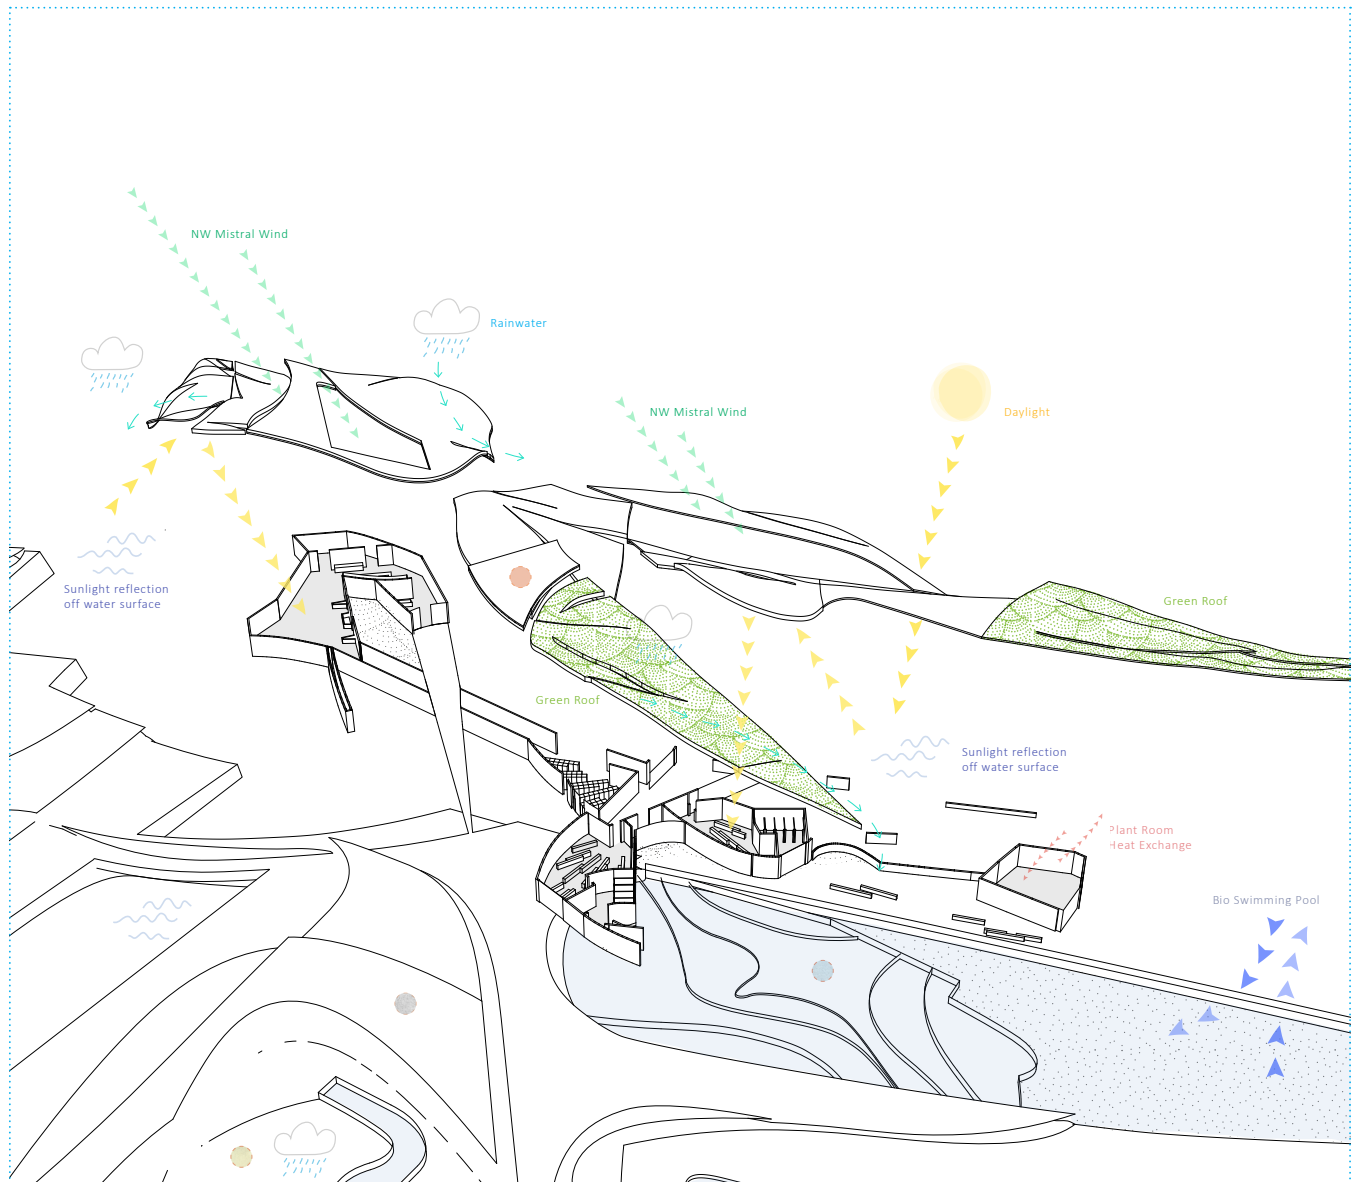 NW Mistral Wind
Rainwater
NW Mistral Wind
Daylight
Sunlight reflection
off water surface
Green Roof
Green Roof
Sunlight reflection
off water surface
Plant Room
Heat Exchange
Bio Swimming Pool